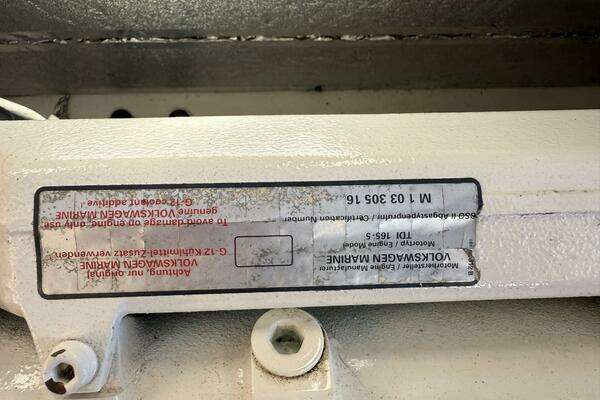 Motorhersteller / Engine Manufacturer
VOLKSWAGEN MARINE
Motortyp / Engine Model
TDI 165-5
BSO II Abgastypenprüfnr / Certification Number
M 1 03 305 16
Achtung, nur original
VOLKSWAGEN MARINE
G-12 Kühlmittel-Zusatz verwenden.
To avoid damage on engine, only use
genuine VOLKSWAGEN MARINE
G-12 coolant additive